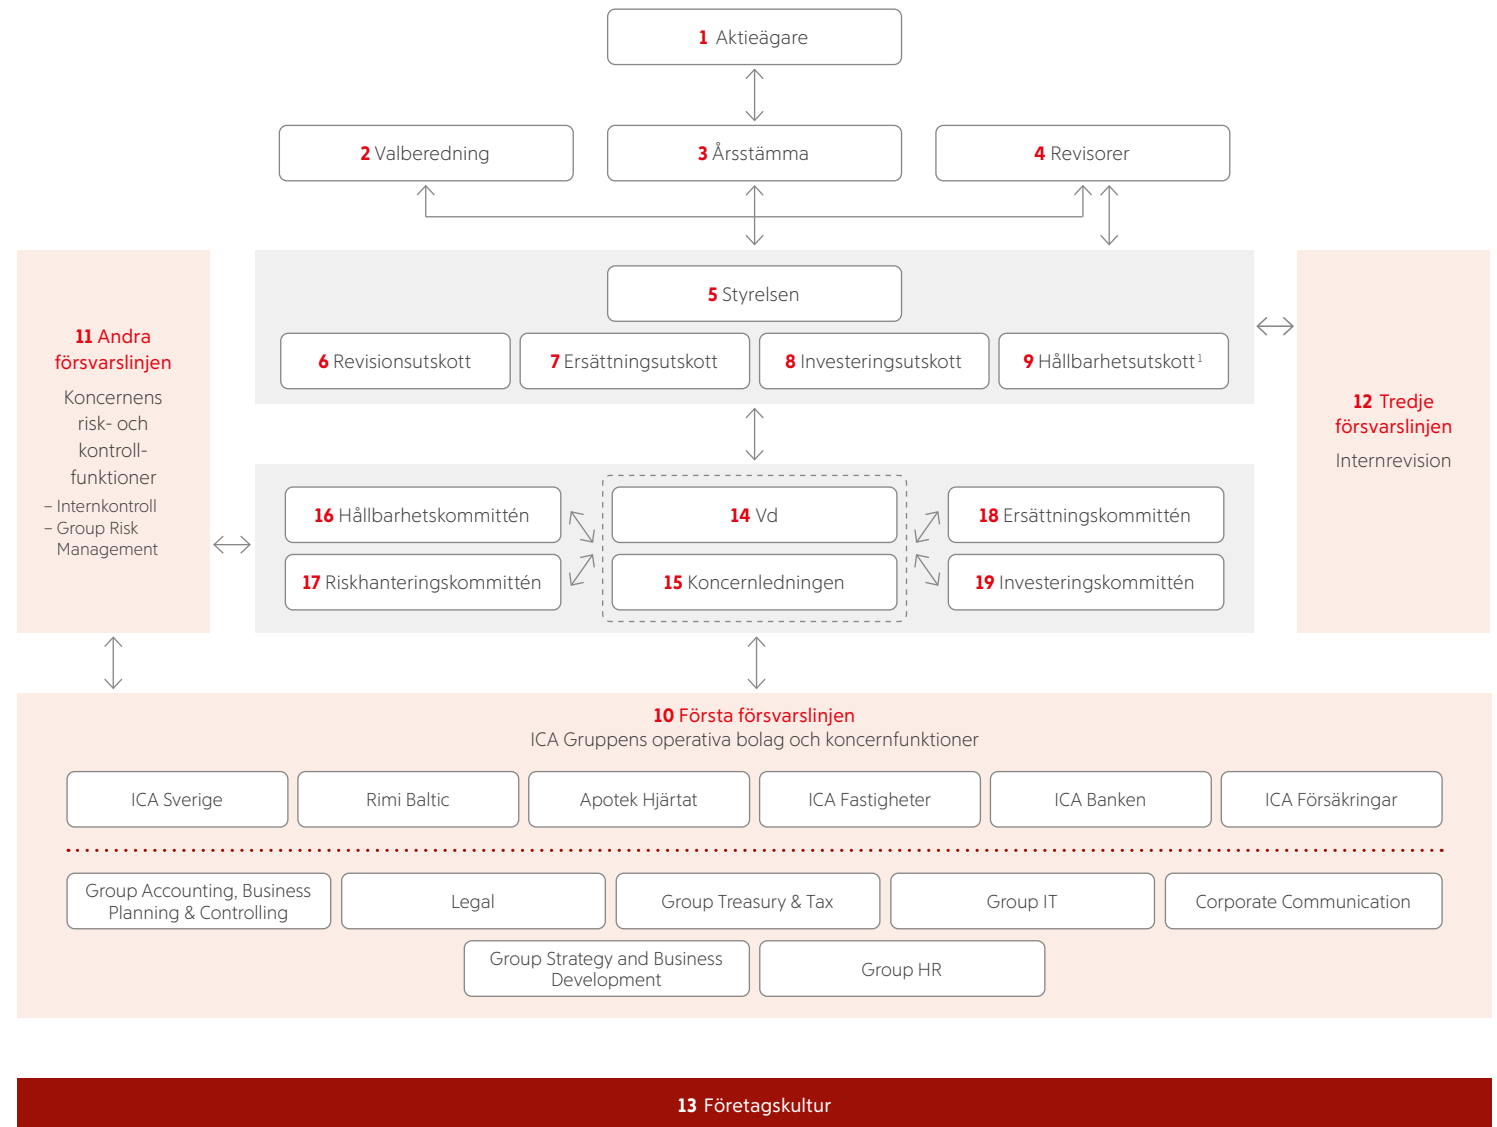 1 Aktieägare
2 Valberedning
3 Årsstämma
4 Revisorer
5 Styrelsen
6 Revisionsutskott
7 Ersättningsutskott
8 Investeringsutskott
9 Hållbarhetsutskott¹
11 Andra
försvarslinjen
Koncernens
risk- och
kontroll-
funktioner
– Internkontroll
– Group Risk
Management
12 Tredje
försvarslinjen
Internrevision
16 Hållbarhetskommittén
14 Vd
18 Ersättningskommittén
17 Riskhanteringskommittén
15 Koncernledningen
19 Investeringskommittén
10 Första försvarslinjen
ICA Gruppens operativa bolag och koncernfunktioner
ICA Sverige
Rimi Baltic
Apotek Hjärtat
ICA Fastigheter
ICA Banken
ICA Försäkringar
Group Accounting, Business
Planning & Controlling
Legal
Group Treasury & Tax
Group IT
Corporate Communication
Group Strategy and Business
Development
Group HR
13 Företagskultur